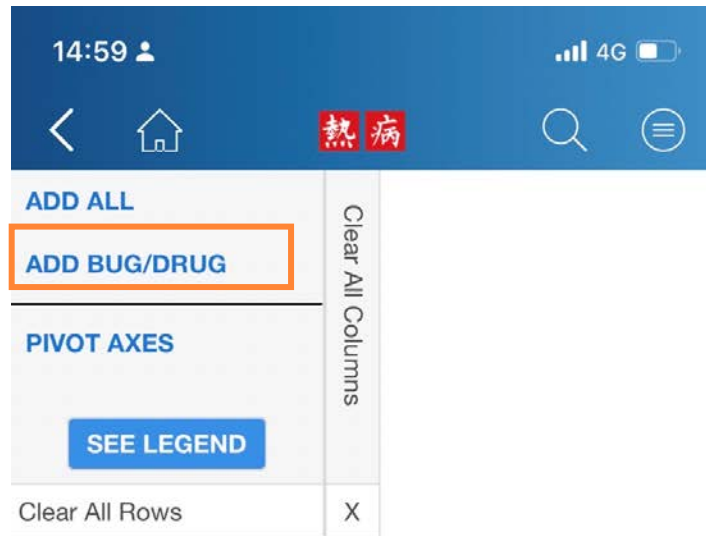 14:59
4G
熱病
ADD ALL
ADD BUG/DRUG
PIVOT AXES
SEE LEGEND
Clear All Columns
Clear All Rows
X